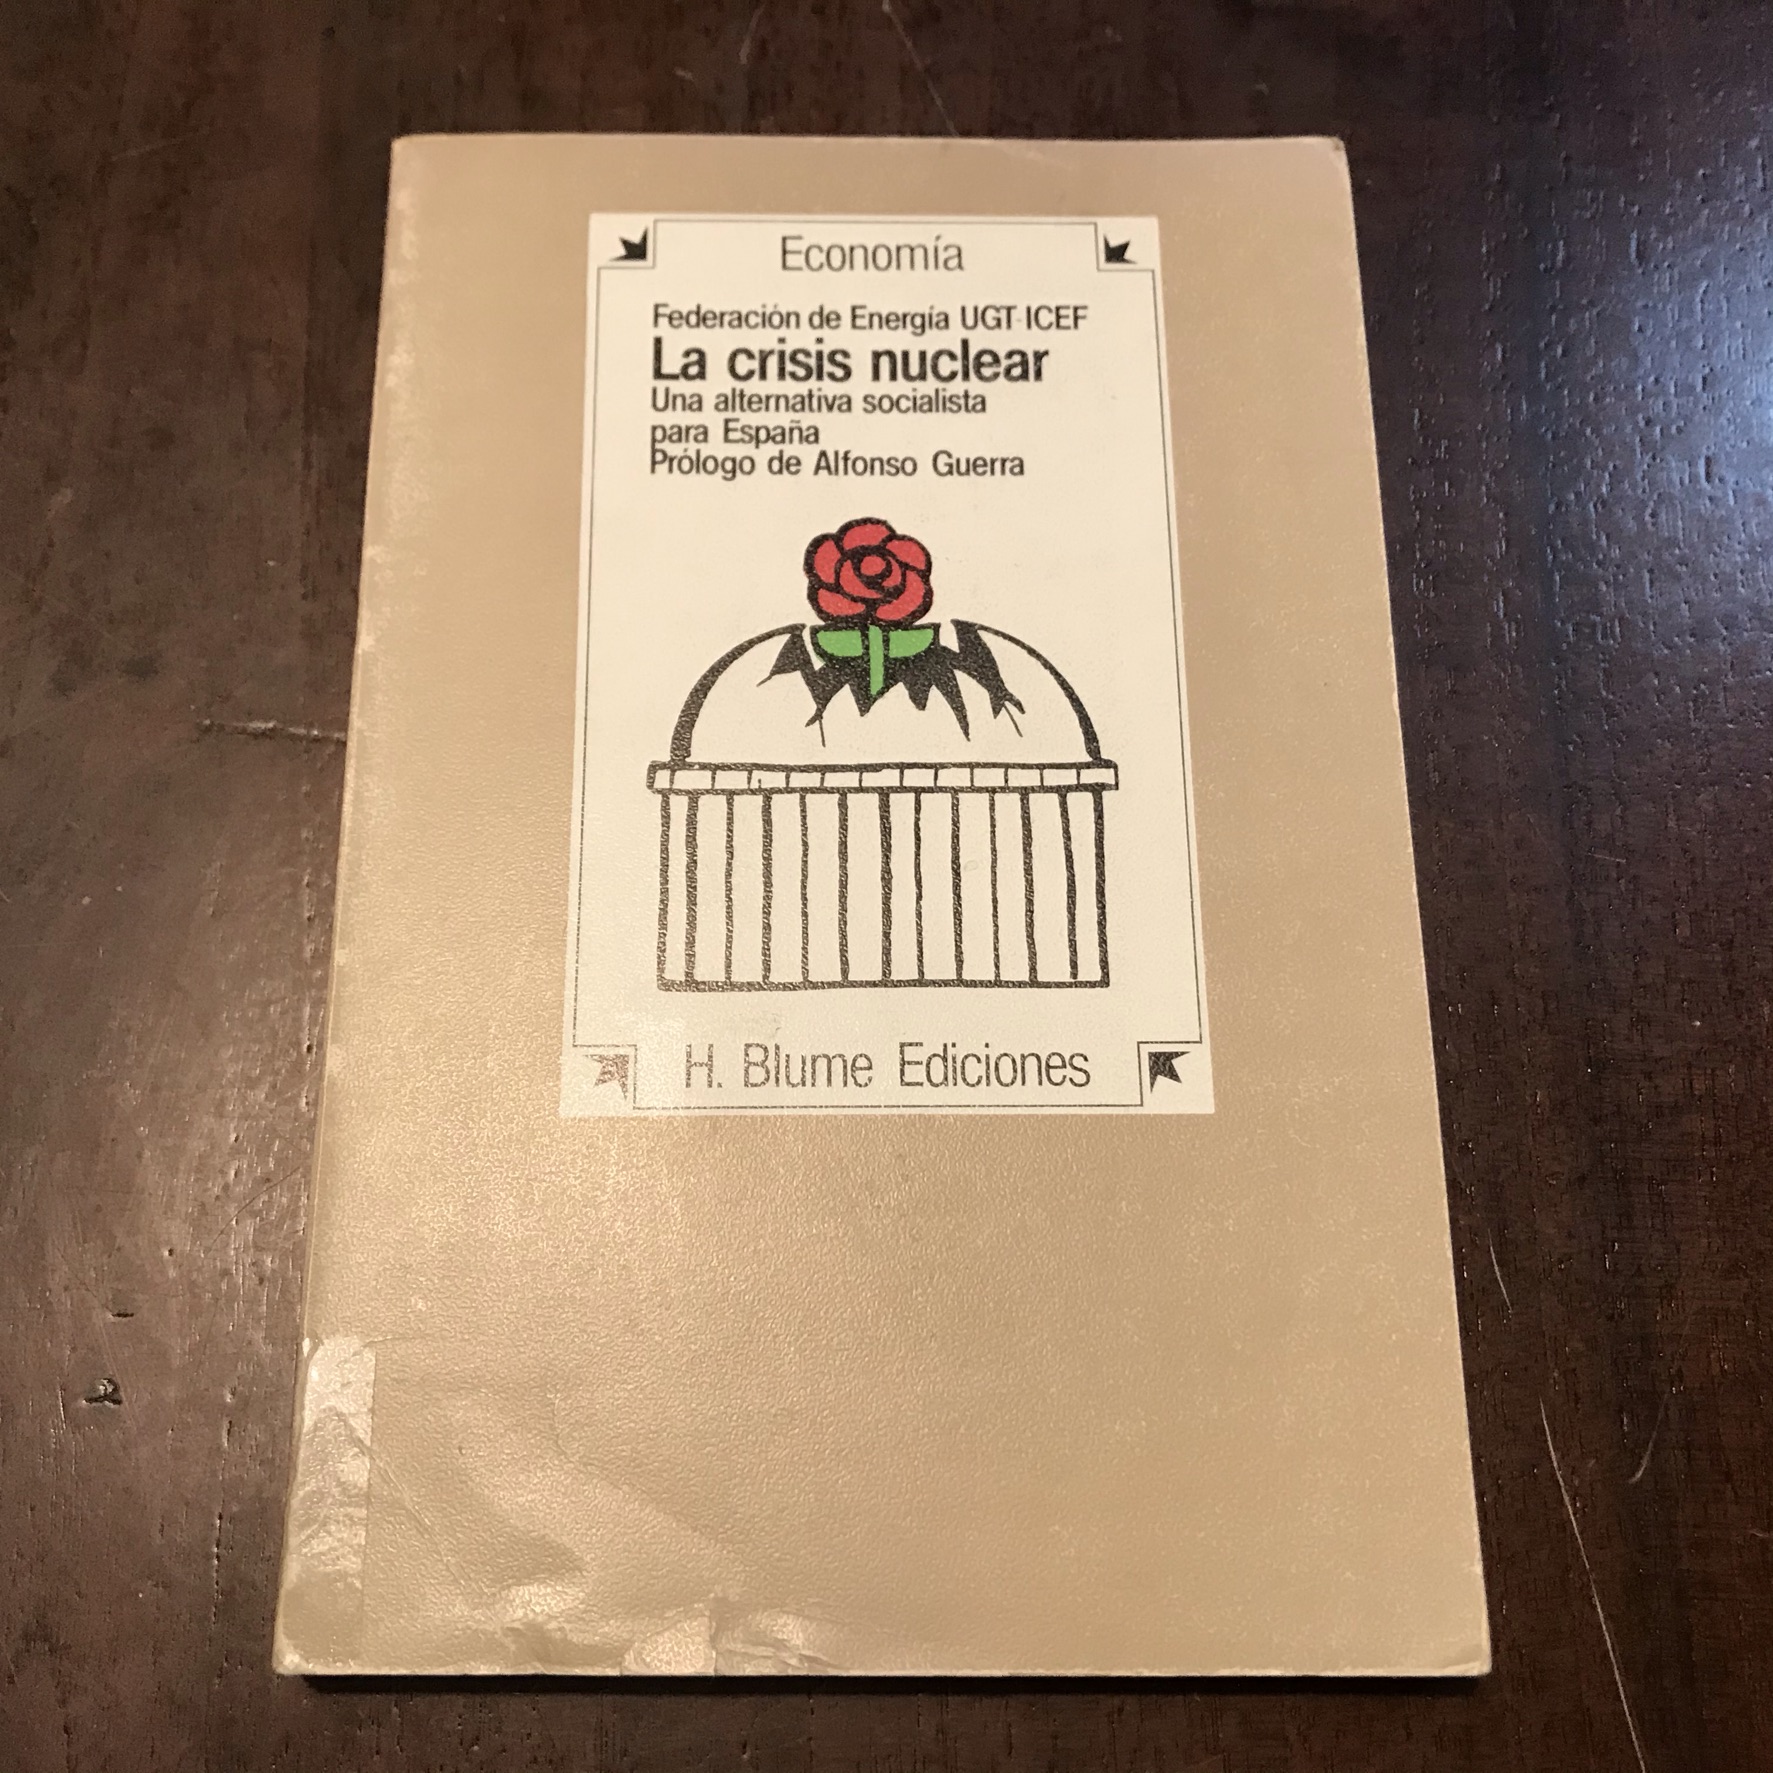 Economía
Federación de Energía UGT-ICEF
La crisis nuclear
Una alternativa socialista
para España
Prólogo de Alfonso Guerra
H. Blume Ediciones